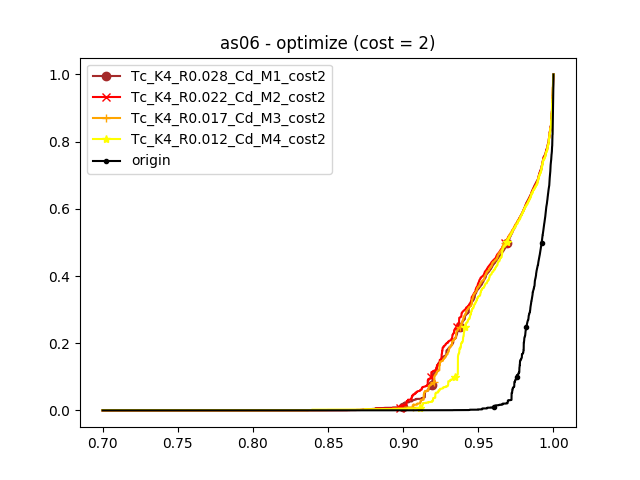 as06 - optimize (cost = 2)
Tc_K4_R0.028_Cd_M1_cost2
Tc_K4_R0.022_Cd_M2_cost2
Tc_K4_R0.017_Cd_M3_cost2
Tc_K4_R0.012_Cd_M4_cost2
origin
1.0
0.8
0.6
0.4
0.2
0.0
0.70 0.75 0.80 0.85 0.90 0.95 1.00